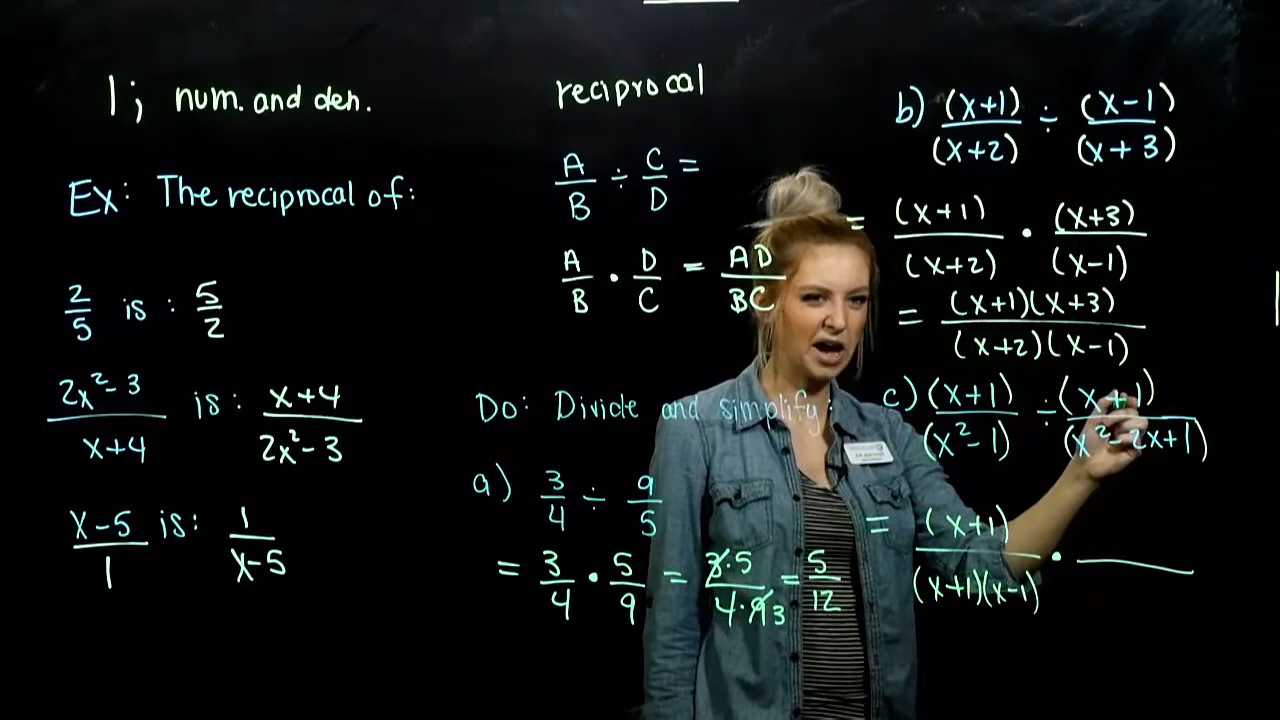 1; num. and den.
Ex: The reciprocal of:
2/5 is: 5/2
2x²-3/x+4 is: x+4/2x²-3
x-5/1 is: 1/x-5
reciprocal
A/B ÷ C/D =
A/B · D/C = AD/BC
Do: Divide and simplify:
a) 3/4 ÷ 9/5
= 3/4 · 5/9 = 3·5/4·9 3 = 5/12
b) (x+1)/(x+2) ÷ (x-1)/(x+3)
= (x+1)/(x+2) · (x+3)/(x-1)
= (x+1)(x+3)/(x+2)(x-1)
c) (x+1)/(x²-1) ÷ (x+1)/(x²-2x+1)
= (x+1)/(x+1)(x-1) ·